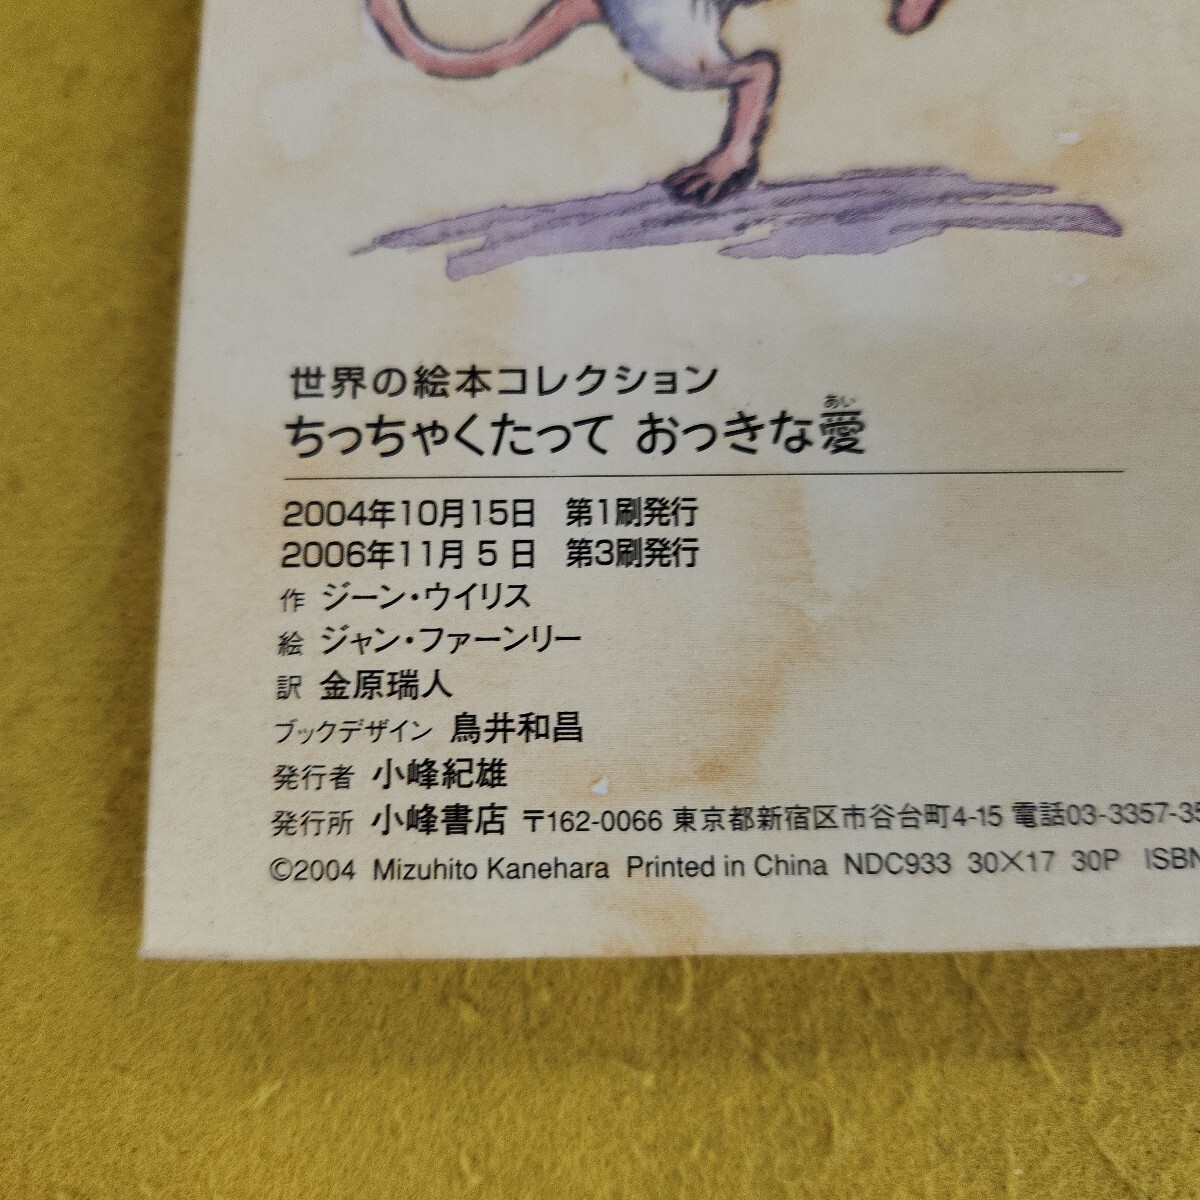 世界の絵本コレクション
ちっちゃくたって おっきな愛
あい
2004年10月15日 第1刷発行
2006年11月 5 日 第3刷発行
作 ジーン・ウイリス
絵 ジャン・ファーンリー
訳 金原瑞人
ブックデザイン 鳥井和昌
発行者 小峰紀雄
発行所 小峰書店 〒162-0066 東京都新宿区市谷台町4-15 電話03-3357-35
©2004 Mizuhito Kanehara Printed in China NDC933 30×17 30P ISBN